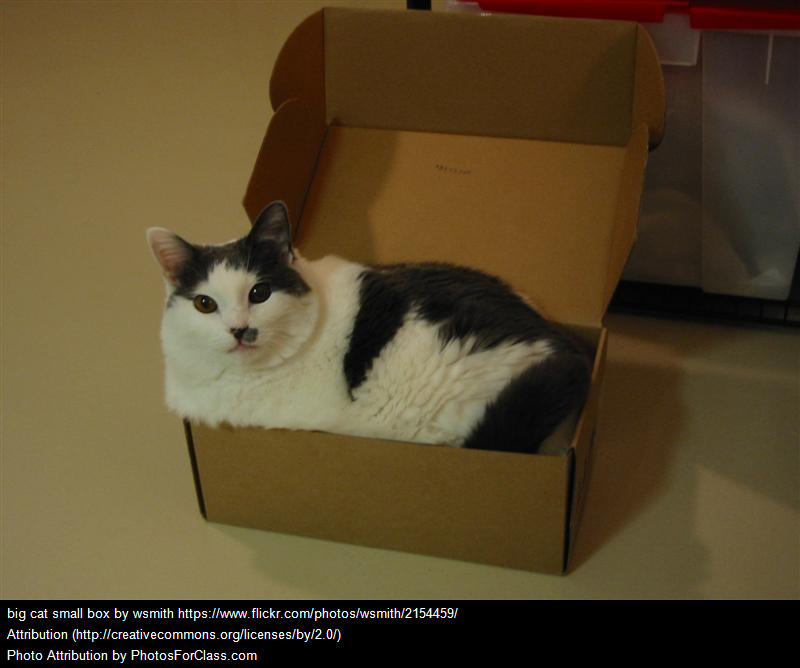 big cat small box by wsmith https://www.flickr.com/photos/wsmith/2154459/
Attribution (http://creativecommons.org/licenses/by/2.0/)
Photo Attribution by PhotosForClass.com